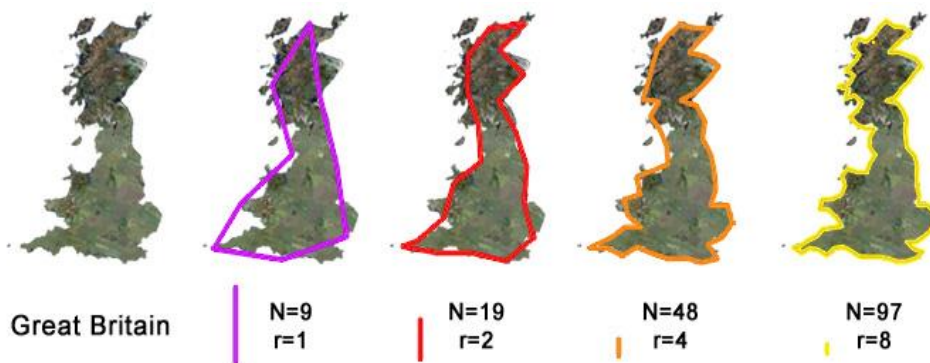 Great Britain
N=9
r=1
N=19
r=2
N=48
r=4
N=97
r=8